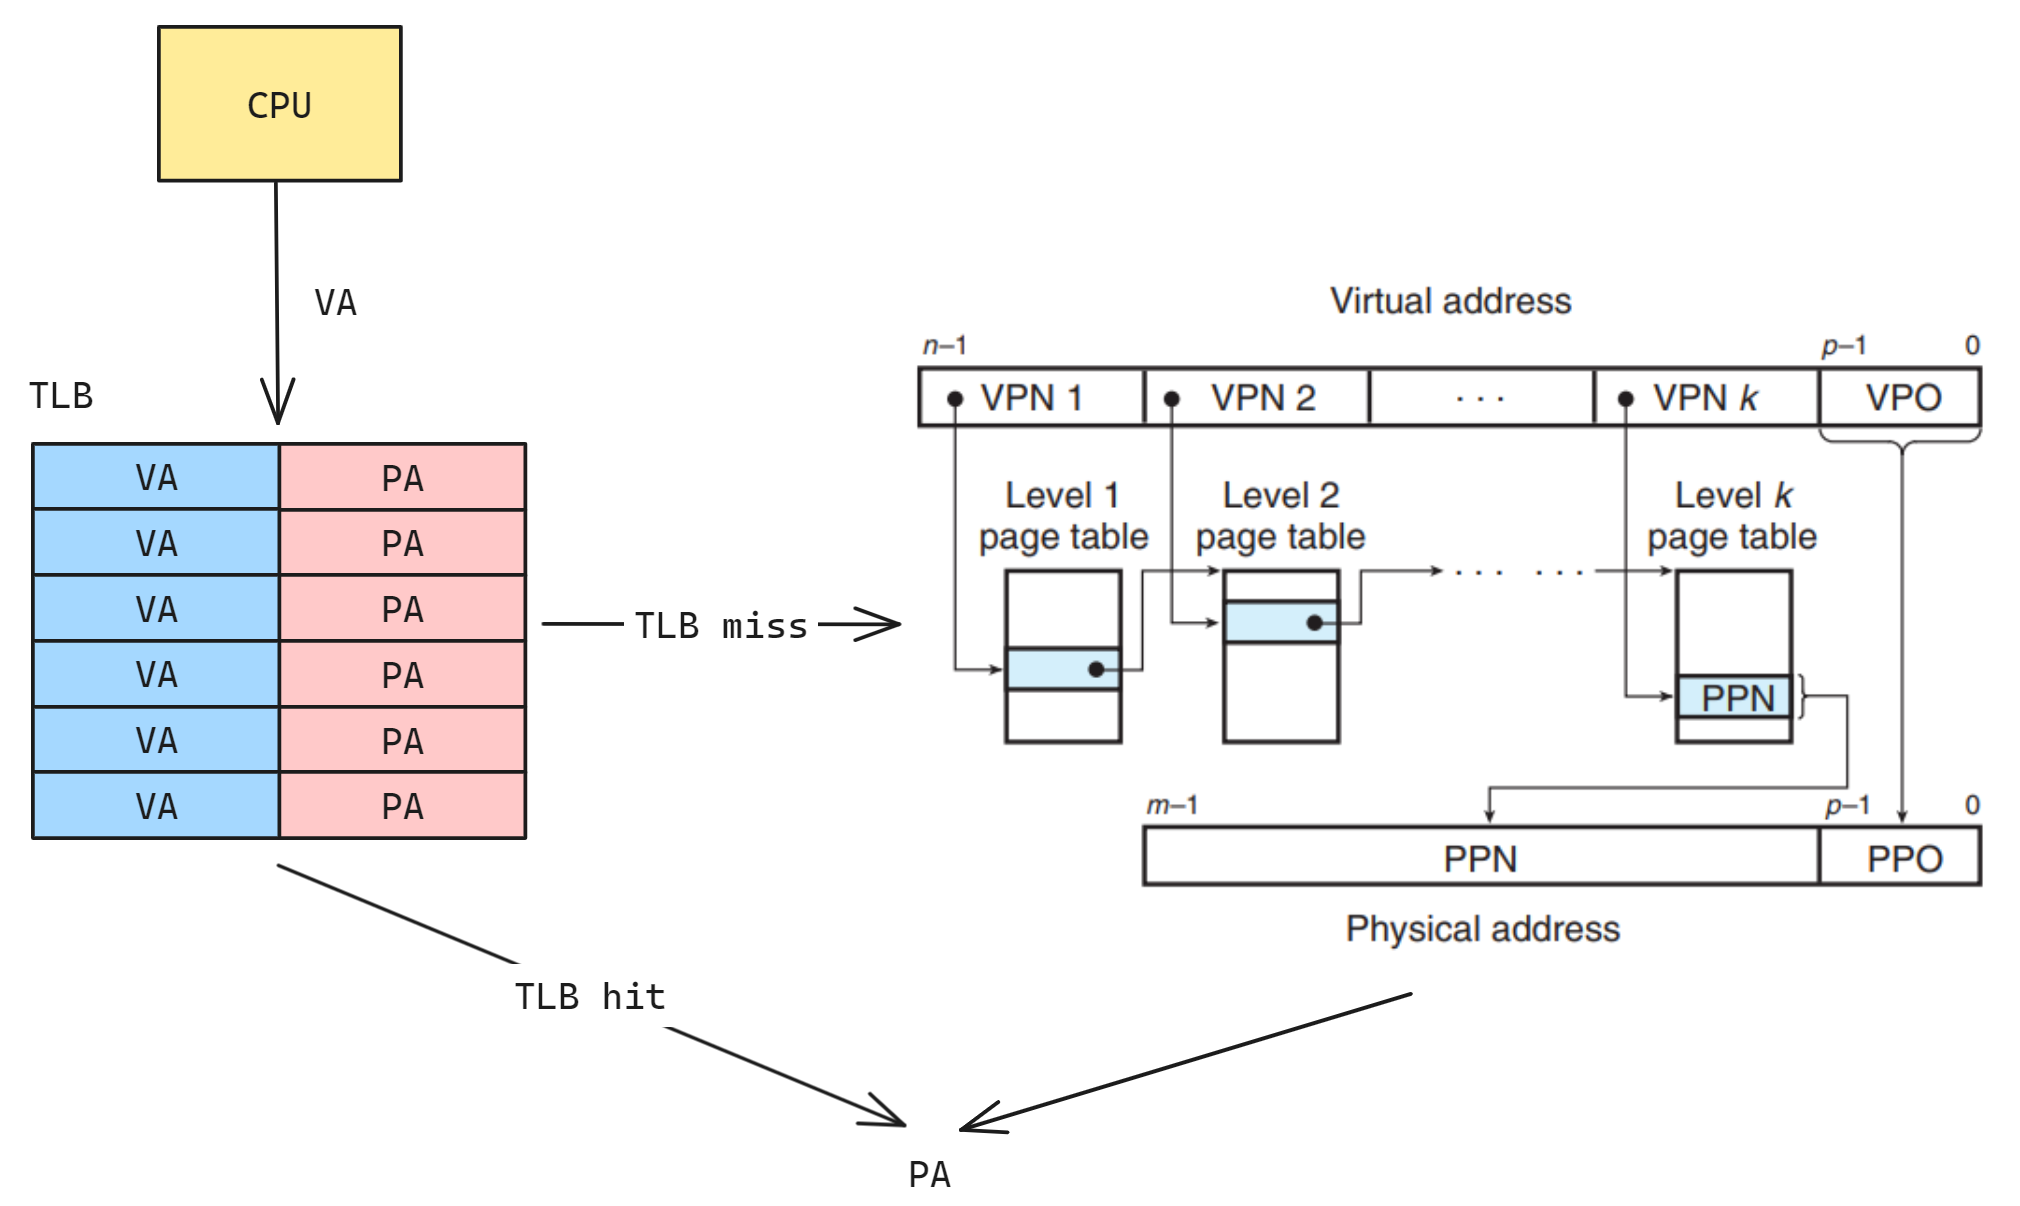 CPU
VA
TLB
VA PA
VA PA
VA PA
VA PA
VA PA
VA PA
TLB miss
TLB hit
PA
Virtual address
n–1 p–1 0
VPN 1 VPN 2 · · · VPN k VPO
Level 1 Level 2 Level k
page table page table page table
· · · · · ·
PPN
m–1 p–1 0
PPN PPO
Physical address